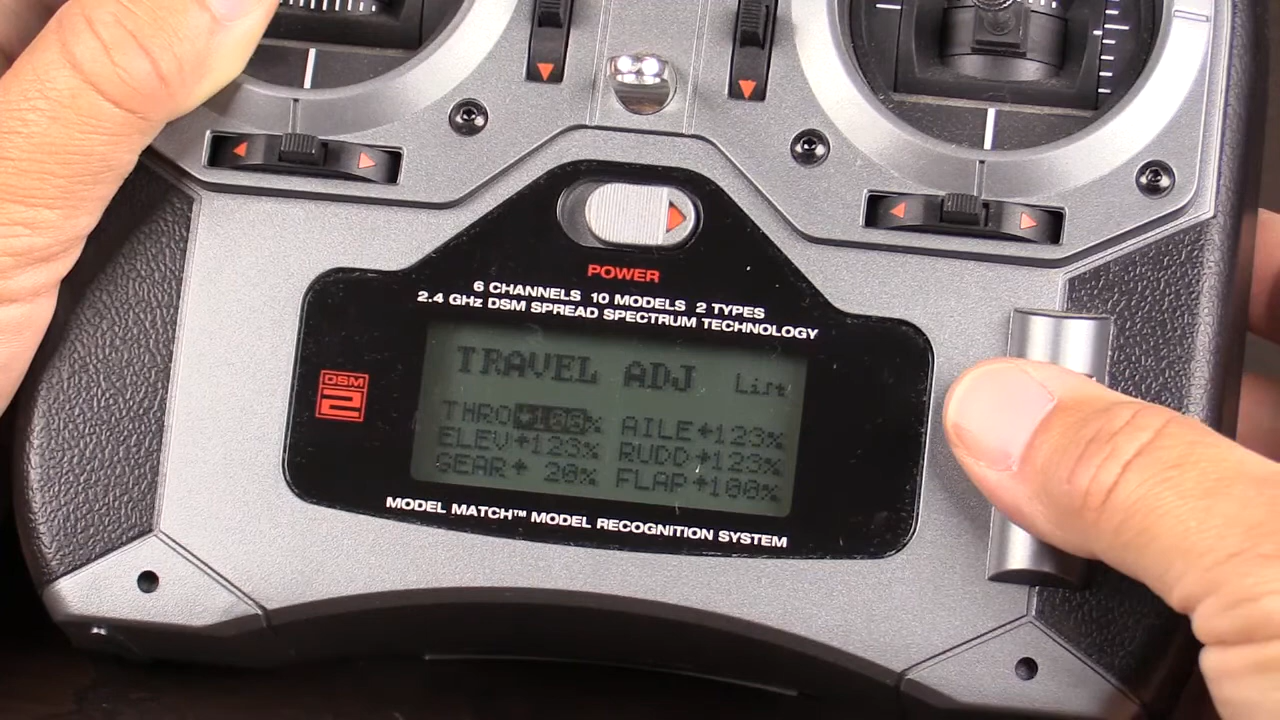 POWER
6 CHANNELS 10 MODELS 2 TYPES
2.4 GHz DSM SPREAD SPECTRUM TECHNOLOGY
DSM
2
TRAVEL ADJ List
THRO +100% AILE +123%
ELEV +123% RUDD +123%
GEAR + 20% FLAP +100%
MODEL MATCH™ MODEL RECOGNITION SYSTEM